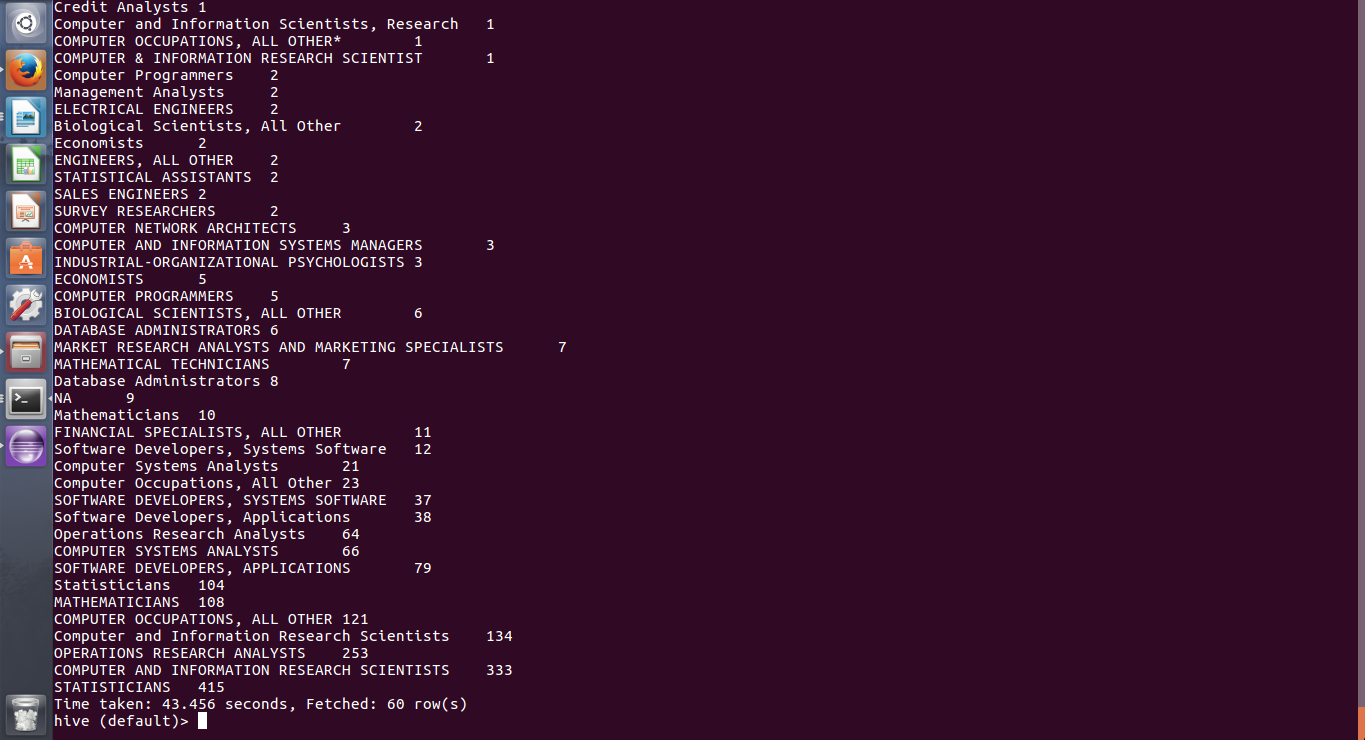 Credit Analysts 1
Computer and Information Scientists, Research 1
COMPUTER OCCUPATIONS, ALL OTHER* 1
COMPUTER & INFORMATION RESEARCH SCIENTIST 1
Computer Programmers 2
Management Analysts 2
ELECTRICAL ENGINEERS 2
Biological Scientists, All Other 2
Economists 2
ENGINEERS, ALL OTHER 2
STATISTICAL ASSISTANTS 2
SALES ENGINEERS 2
SURVEY RESEARCHERS 2
COMPUTER NETWORK ARCHITECTS 3
COMPUTER AND INFORMATION SYSTEMS MANAGERS 3
INDUSTRIAL-ORGANIZATIONAL PSYCHOLOGISTS 3
ECONOMISTS 5
COMPUTER PROGRAMMERS 5
BIOLOGICAL SCIENTISTS, ALL OTHER 6
DATABASE ADMINISTRATORS 6
MARKET RESEARCH ANALYSTS AND MARKETING SPECIALISTS 7
MATHEMATICAL TECHNICIANS 7
Database Administrators 8
NA 9
Mathematicians 10
FINANCIAL SPECIALISTS, ALL OTHER 11
Software Developers, Systems Software 12
Computer Systems Analysts 21
Computer Occupations, All Other 23
SOFTWARE DEVELOPERS, SYSTEMS SOFTWARE 37
Software Developers, Applications 38
Operations Research Analysts 64
COMPUTER SYSTEMS ANALYSTS 66
SOFTWARE DEVELOPERS, APPLICATIONS 79
Statisticians 104
MATHEMATICIANS 108
COMPUTER OCCUPATIONS, ALL OTHER 121
Computer and Information Research Scientists 134
OPERATIONS RESEARCH ANALYSTS 253
COMPUTER AND INFORMATION RESEARCH SCIENTISTS 333
STATISTICIANS 415
Time taken: 43.456 seconds, Fetched: 60 row(s)
hive (default)>